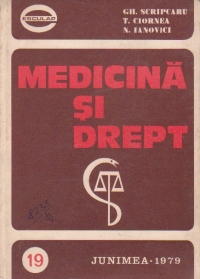 ESCULAP
GH. SCRIPCARU
T. CIORNEA
N. IANOVICI
MEDICINĂ
ŞI
DREPT
19
JUNIMEA·1979